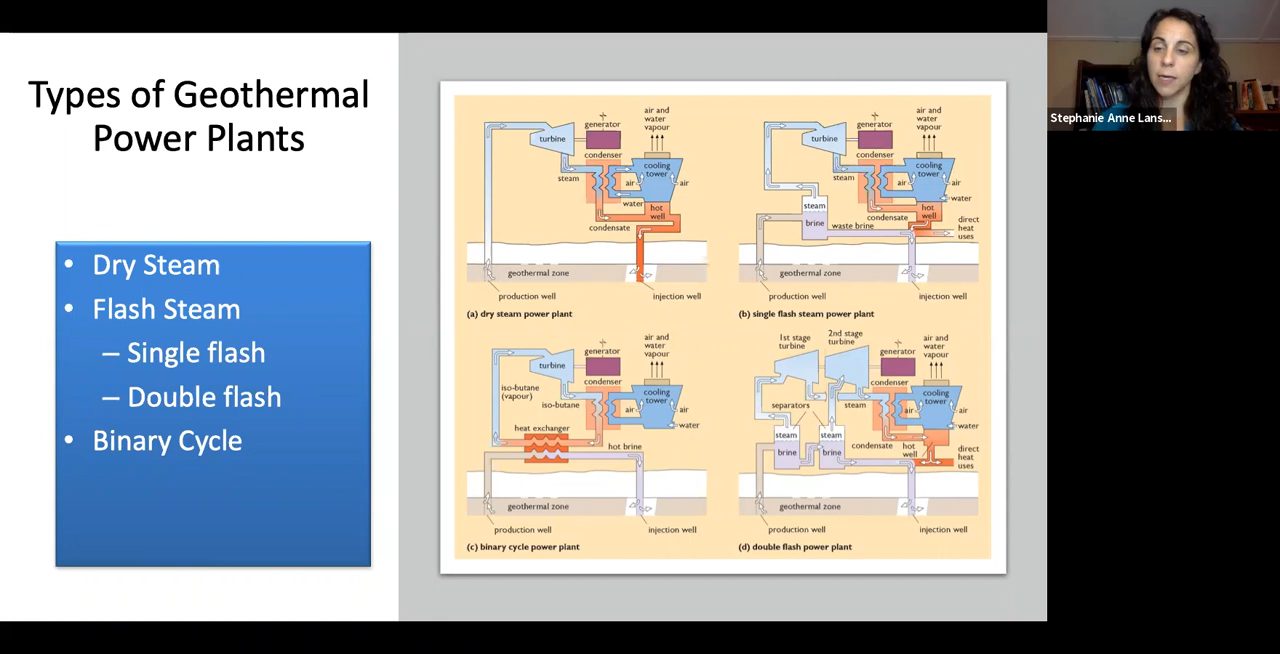 Types of Geothermal
Power Plants
• Dry Steam
• Flash Steam
– Single flash
– Double flash
• Binary Cycle
air and
water
vapour
generator
turbine
condenser
cooling
tower
steam
air
air
water
hot
well
condensate
geothermal zone
production well
injection well
(a) dry steam power plant
air and
water
vapour
generator
turbine
condenser
cooling
tower
steam
air
air
water
steam
hot
well
condensate
brine
waste brine
direct
heat
uses
geothermal zone
production well
injection well
(b) single flash steam power plant
air and
water
vapour
generator
turbine
condenser
iso-butane
(vapour)
cooling
tower
iso-butane
air
air
water
heat exchanger
hot brine
geothermal zone
production well
injection well
(c) binary cycle power plant
1st stage
turbine
2nd stage
turbine
air and
water
vapour
generator
condenser
cooling
tower
separators
steam
air
air
water
steam
steam
condensate
hot
well
brine
brine
direct
heat
uses
geothermal zone
production well
injection well
(d) double flash power plant
Stephanie Anne Lans...